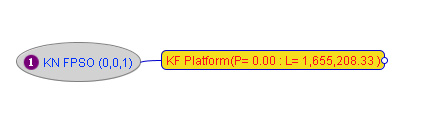 1 KN FPSO (0,0,1)
KF Platform(P= 0.00 : L= 1,655,208.33 )